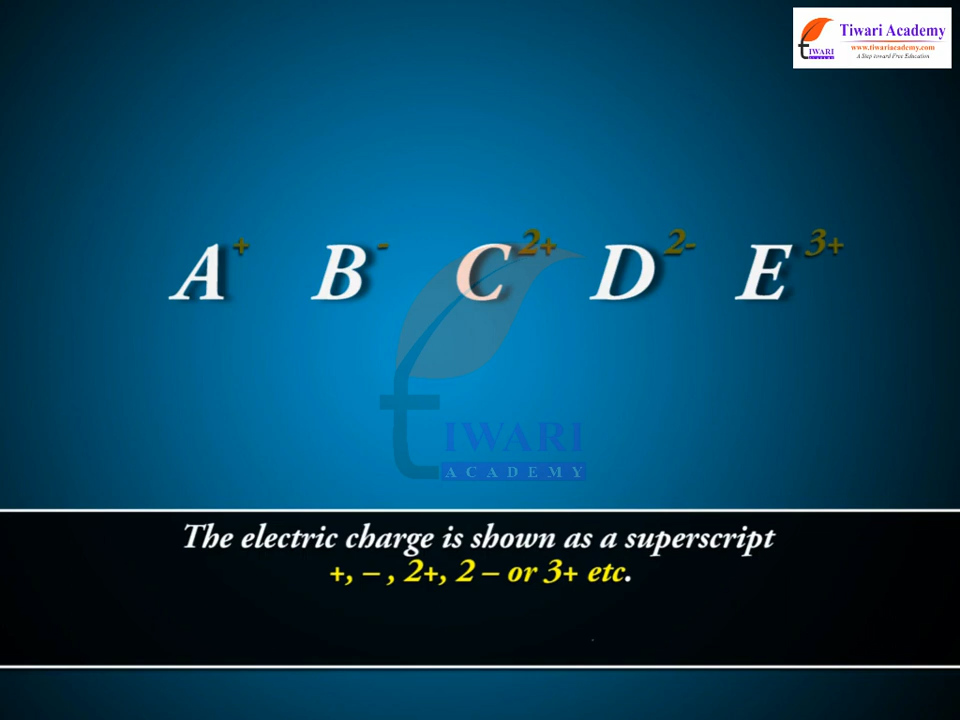 Tiwari Academy
www.tiwariacademy.com
A Step toward Free Education
tIWARI
ACADEMY
A⁺ B⁻ C²⁺ D²⁻ E³⁺
tIWARI
ACADEMY
The electric charge is shown as a superscript
+, – , 2+, 2 – or 3+ etc.